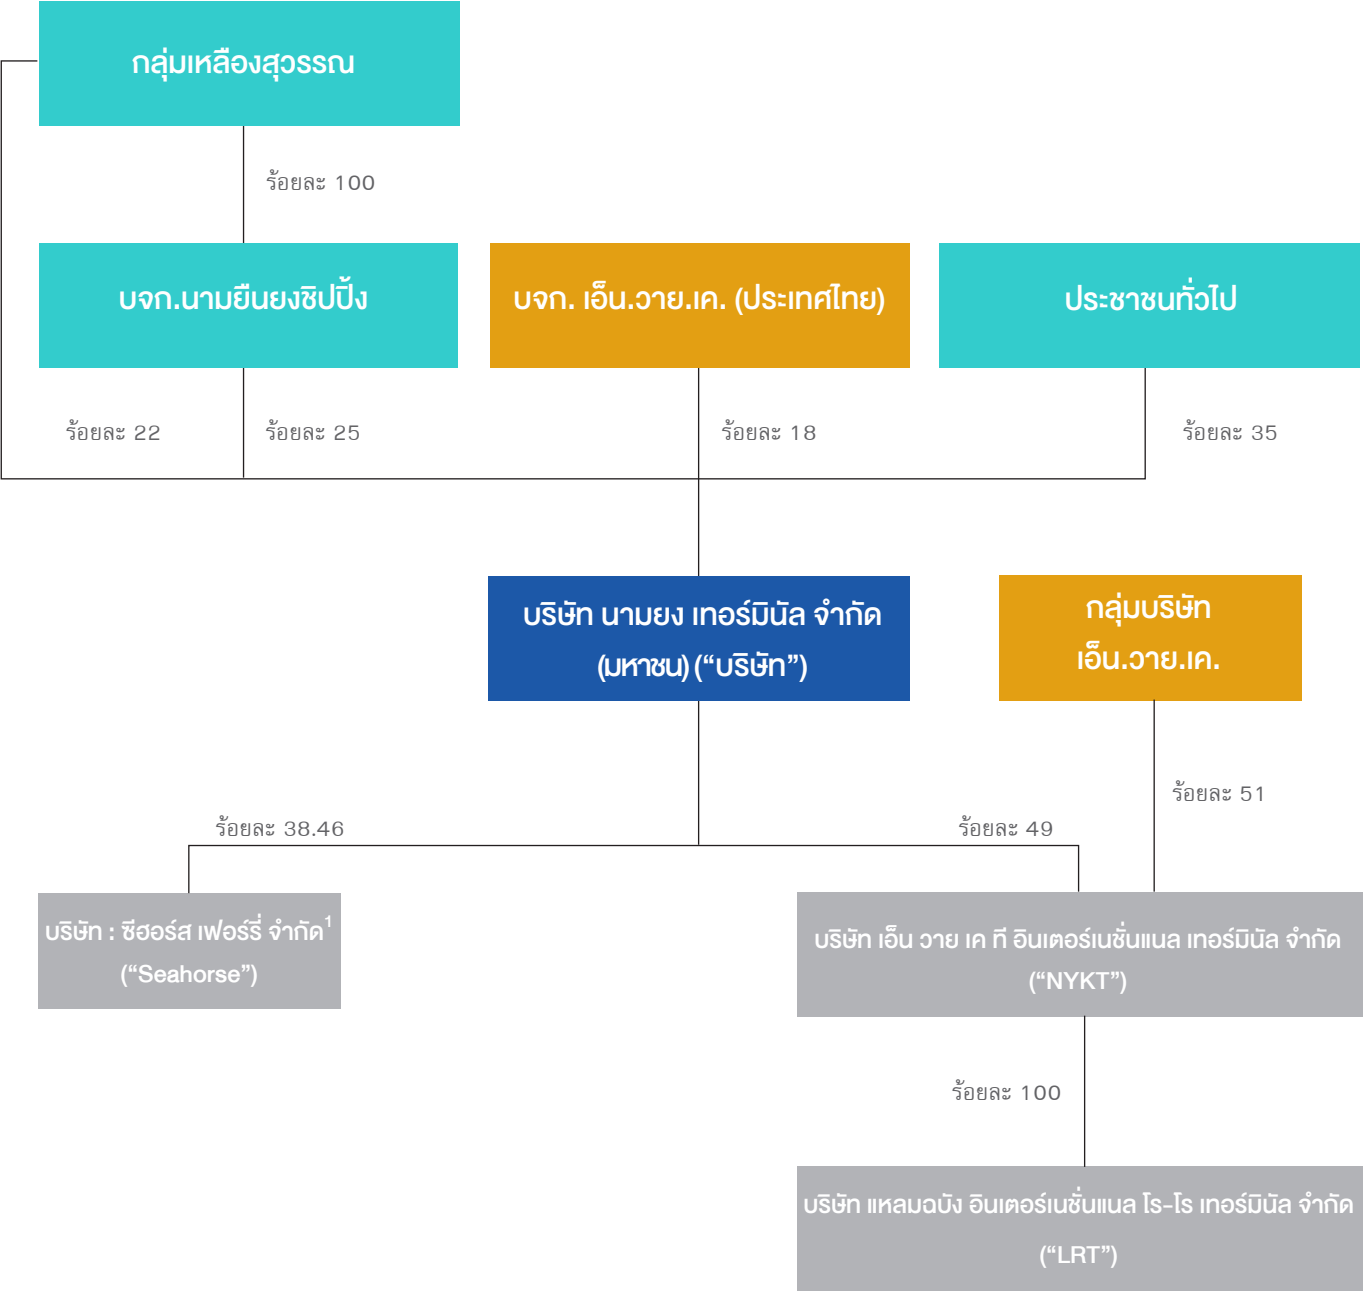 กลุ่มเหลืองสุวรรณ
ร้อยละ 100
บจก.นามยืนยงชิปปิ้ง
บจก. เอ็น.วาย.เค. (ประเทศไทย)
ประชาชนทั่วไป
ร้อยละ 22
ร้อยละ 25
ร้อยละ 18
ร้อยละ 35
บริษัท นามยง เทอร์มินัล จำกัด
(มหาชน) (“บริษัท”)
กลุ่มบริษัท
เอ็น.วาย.เค.
ร้อยละ 51
ร้อยละ 38.46
ร้อยละ 49
บริษัท : ซีฮอร์ส เฟอร์รี่ จำกัด¹
(“Seahorse”)
บริษัท เอ็น วาย เค ที อินเตอร์เนชั่นแนล เทอร์มินัล จำกัด
(“NYKT”)
ร้อยละ 100
บริษัท แหลมฉบัง อินเตอร์เนชั่นแนล โร-โร เทอร์มินัล จำกัด
(“LRT”)